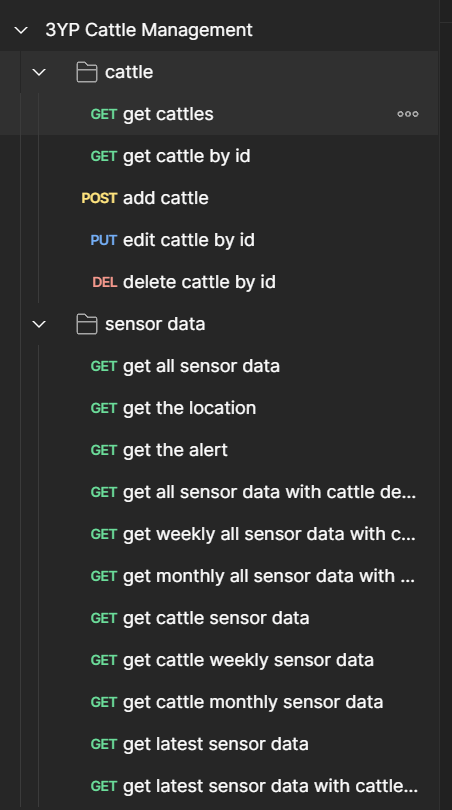 3YP Cattle Management
cattle
GET get cattles
GET get cattle by id
POST add cattle
PUT edit cattle by id
DEL delete cattle by id
sensor data
GET get all sensor data
GET get the location
GET get the alert
GET get all sensor data with cattle de...
GET get weekly all sensor data with c...
GET get monthly all sensor data with ...
GET get cattle sensor data
GET get cattle weekly sensor data
GET get cattle monthly sensor data
GET get latest sensor data
GET get latest sensor data with cattle...